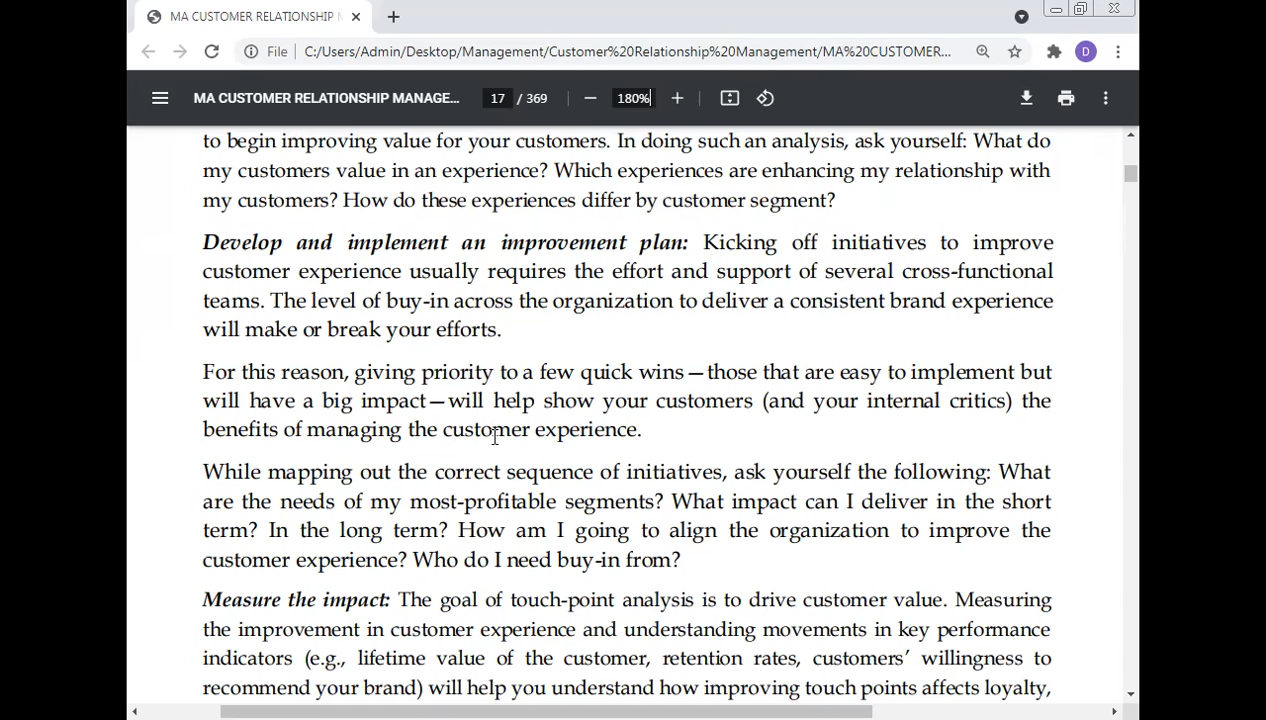 MA CUSTOMER RELATIONSHIP M
File C:/Users/Admin/Desktop/Management/Customer%20Relationship%20Management/MA%20CUSTOMER... D
MA CUSTOMER RELATIONSHIP MANAGE... 17 / 369 180%
to begin improving value for your customers. In doing such an analysis, ask yourself: What do
my customers value in an experience? Which experiences are enhancing my relationship with
my customers? How do these experiences differ by customer segment?
Develop and implement an improvement plan: Kicking off initiatives to improve
customer experience usually requires the effort and support of several cross-functional
teams. The level of buy-in across the organization to deliver a consistent brand experience
will make or break your efforts.
For this reason, giving priority to a few quick wins—those that are easy to implement but
will have a big impact—will help show your customers (and your internal critics) the
benefits of managing the customer experience.
While mapping out the correct sequence of initiatives, ask yourself the following: What
are the needs of my most-profitable segments? What impact can I deliver in the short
term? In the long term? How am I going to align the organization to improve the
customer experience? Who do I need buy-in from?
Measure the impact: The goal of touch-point analysis is to drive customer value. Measuring
the improvement in customer experience and understanding movements in key performance
indicators (e.g., lifetime value of the customer, retention rates, customers’ willingness to
recommend your brand) will help you understand how improving touch points affects loyalty,